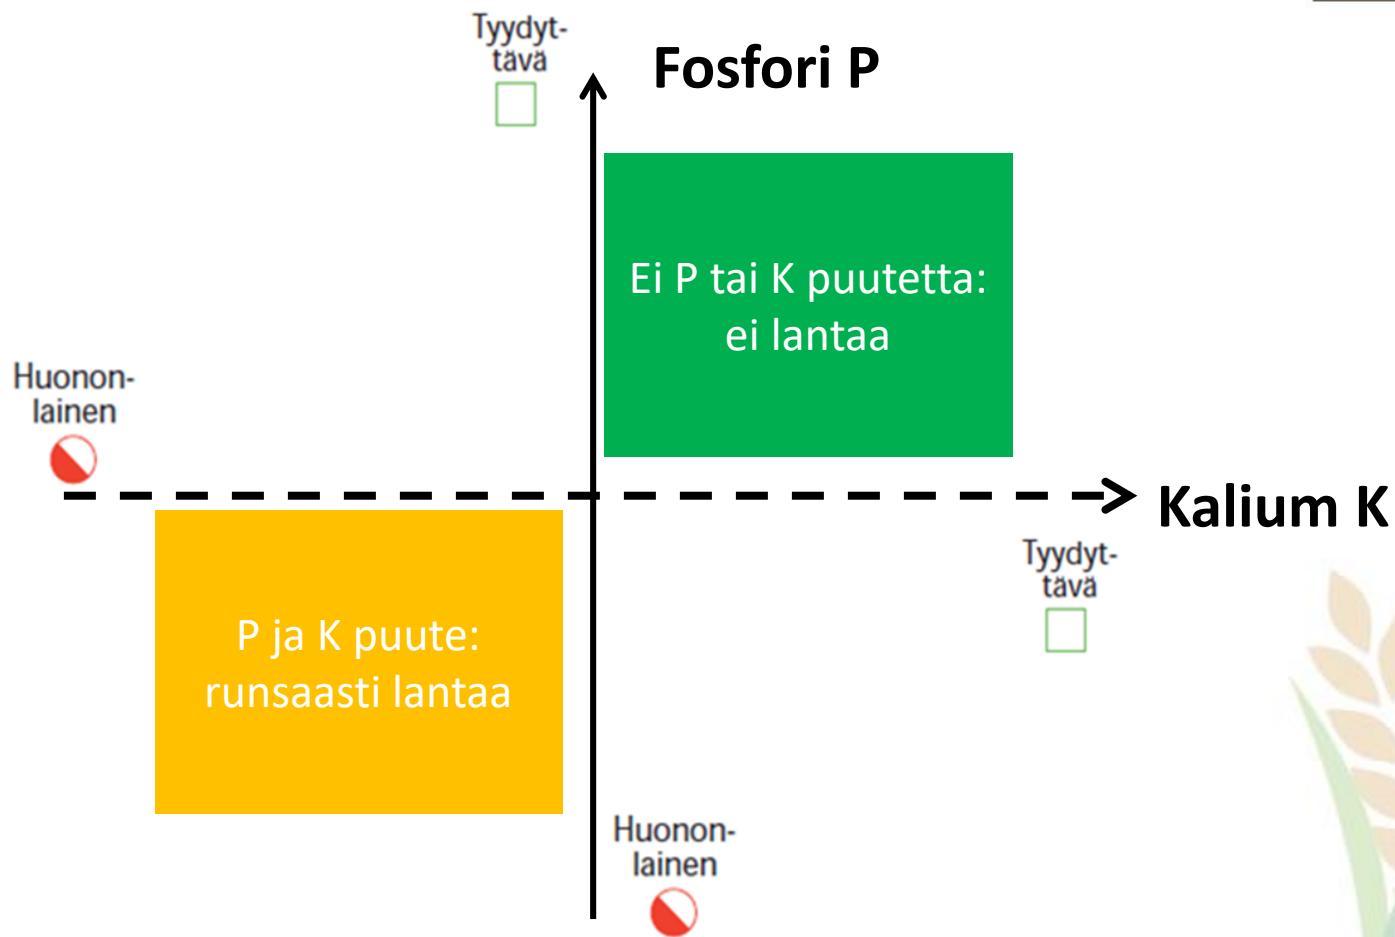 Tyydyt-
tävä
Fosfori P
Ei P tai K puutetta:
ei lantaa
Huonon-
lainen
Kalium K
Tyydyt-
tävä
P ja K puute:
runsaasti lantaa
Huonon-
lainen